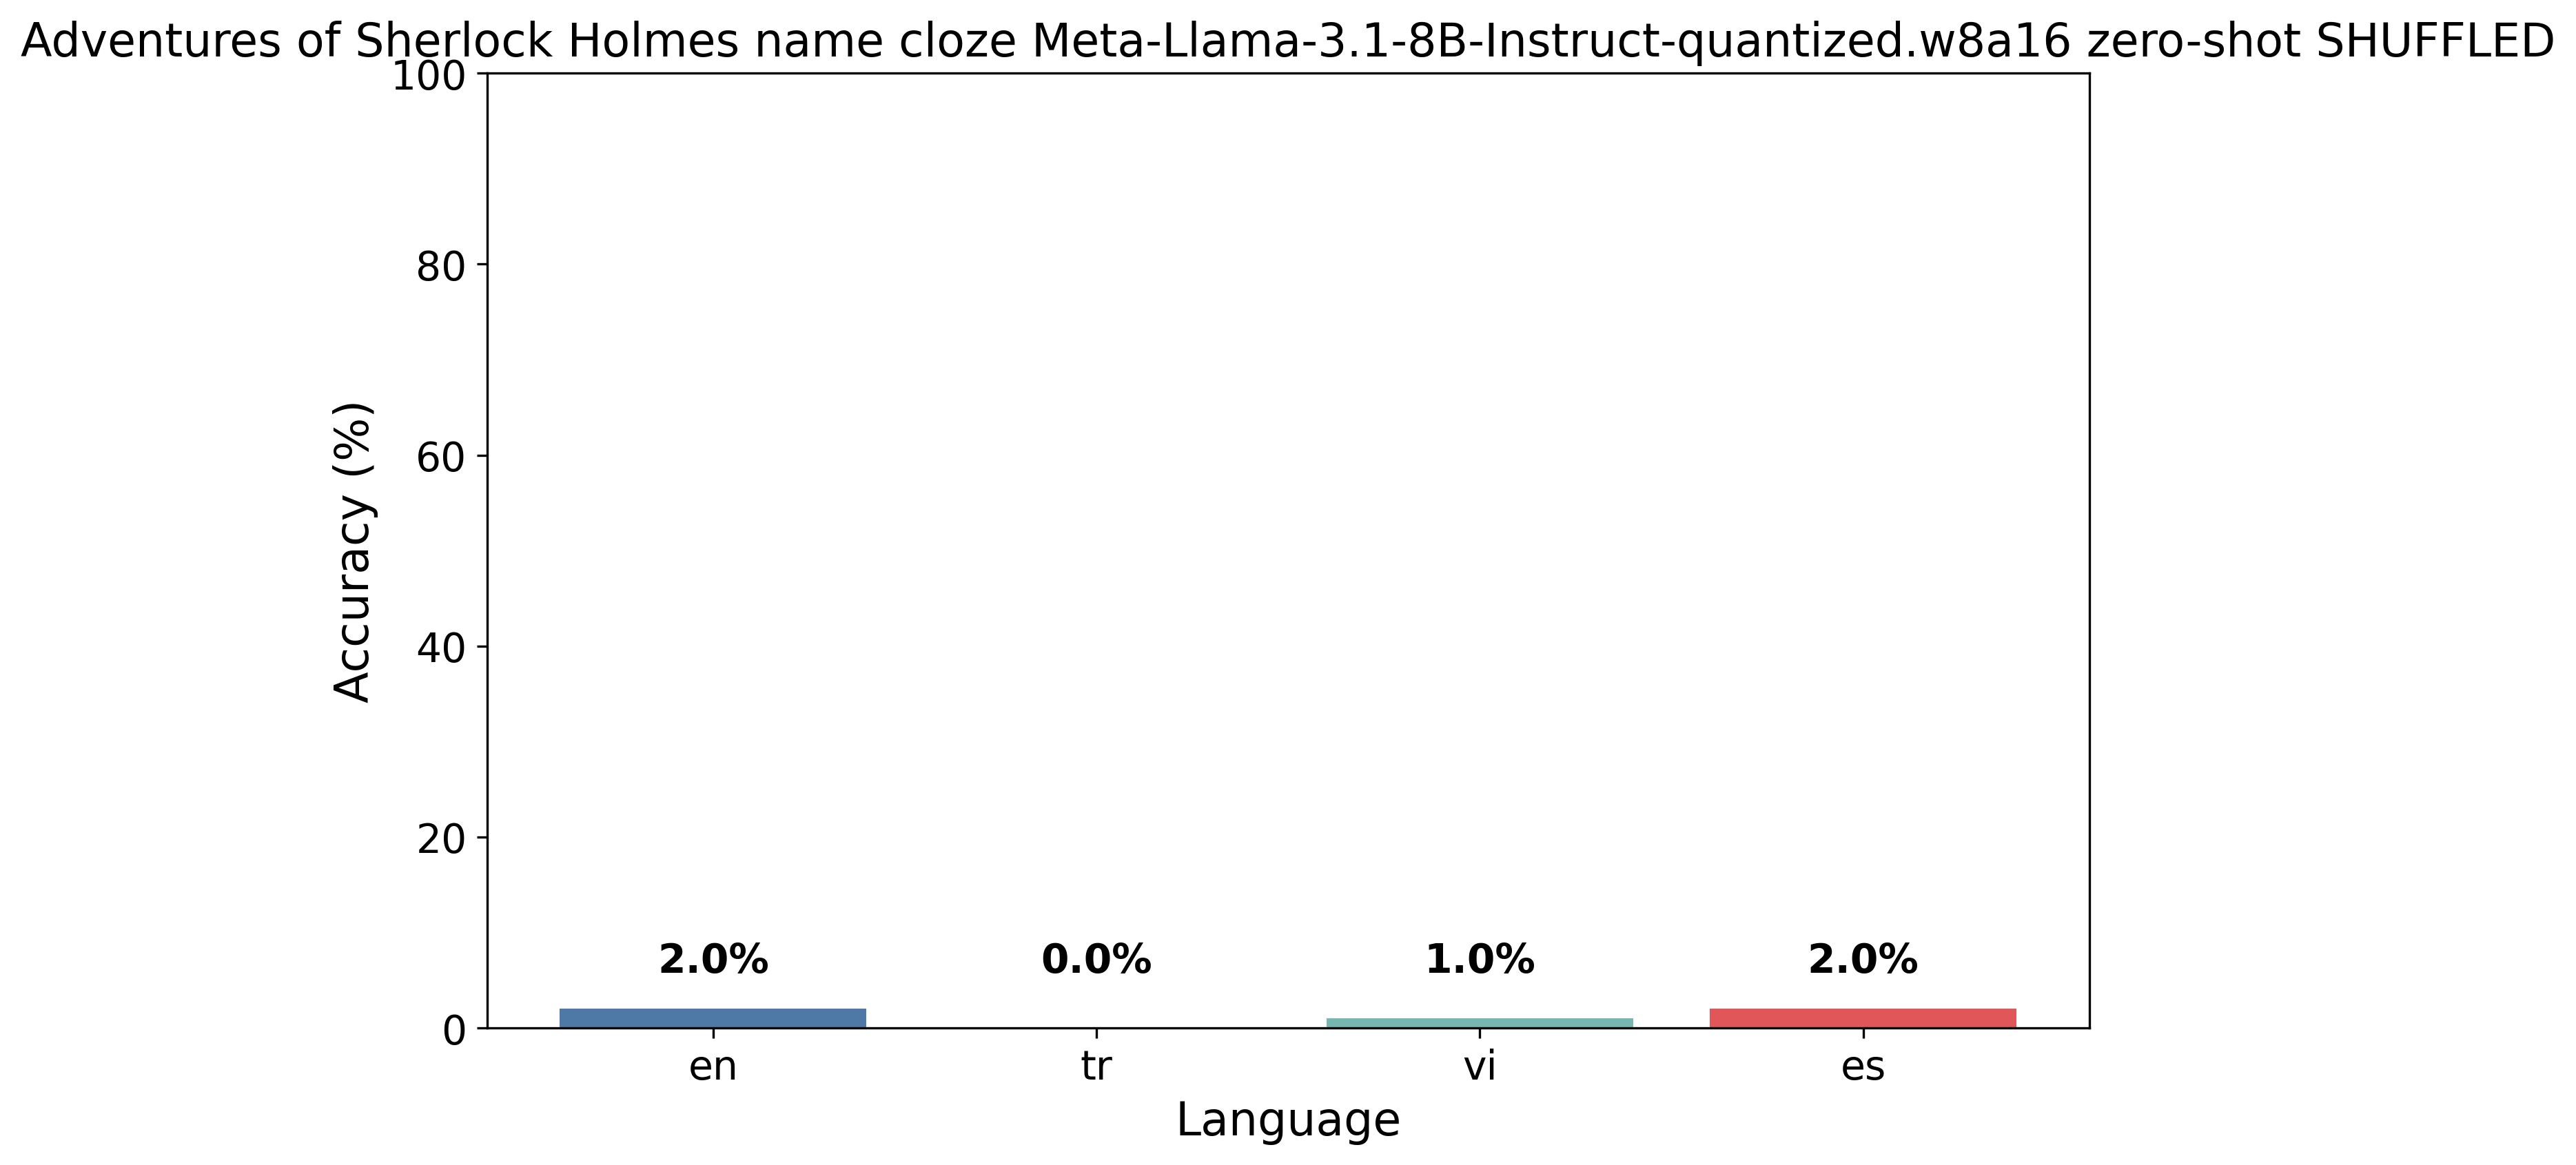 Adventures of Sherlock Holmes name cloze Meta-Llama-3.1-8B-Instruct-quantized.w8a16 zero-shot SHUFFLED
100
80
60
40
20
0
Accuracy (%)
2.0%
0.0%
1.0%
2.0%
en
tr
vi
es
Language